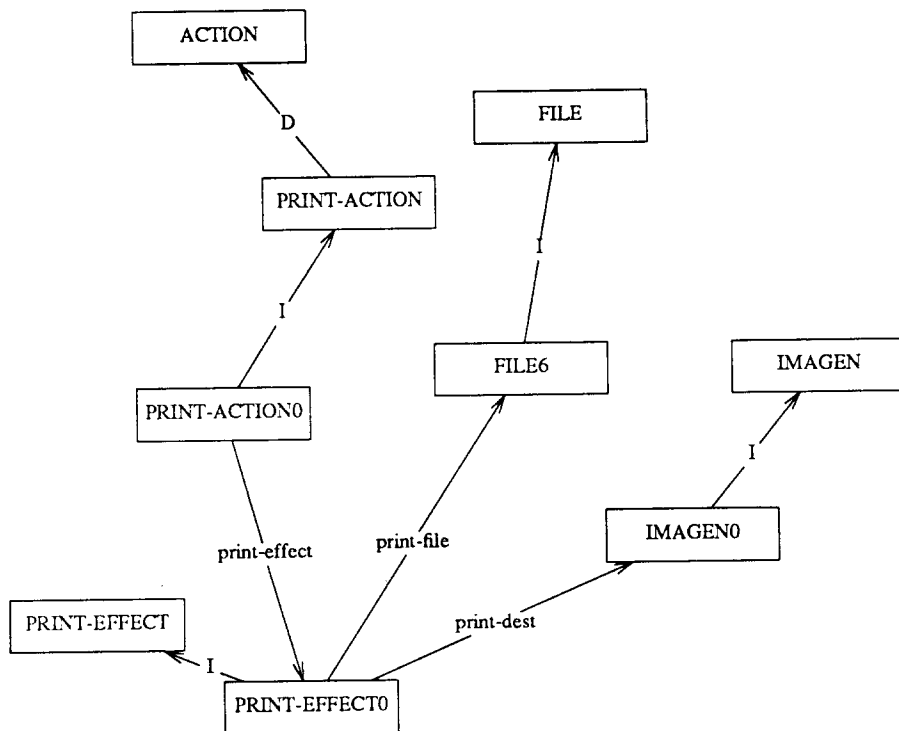 ACTION
D
FILE
PRINT-ACTION
I
I
FILE6
IMAGEN
PRINT-ACTION0
I
IMAGEN0
print-effect
print-file
print-dest
PRINT-EFFECT
I
PRINT-EFFECT0